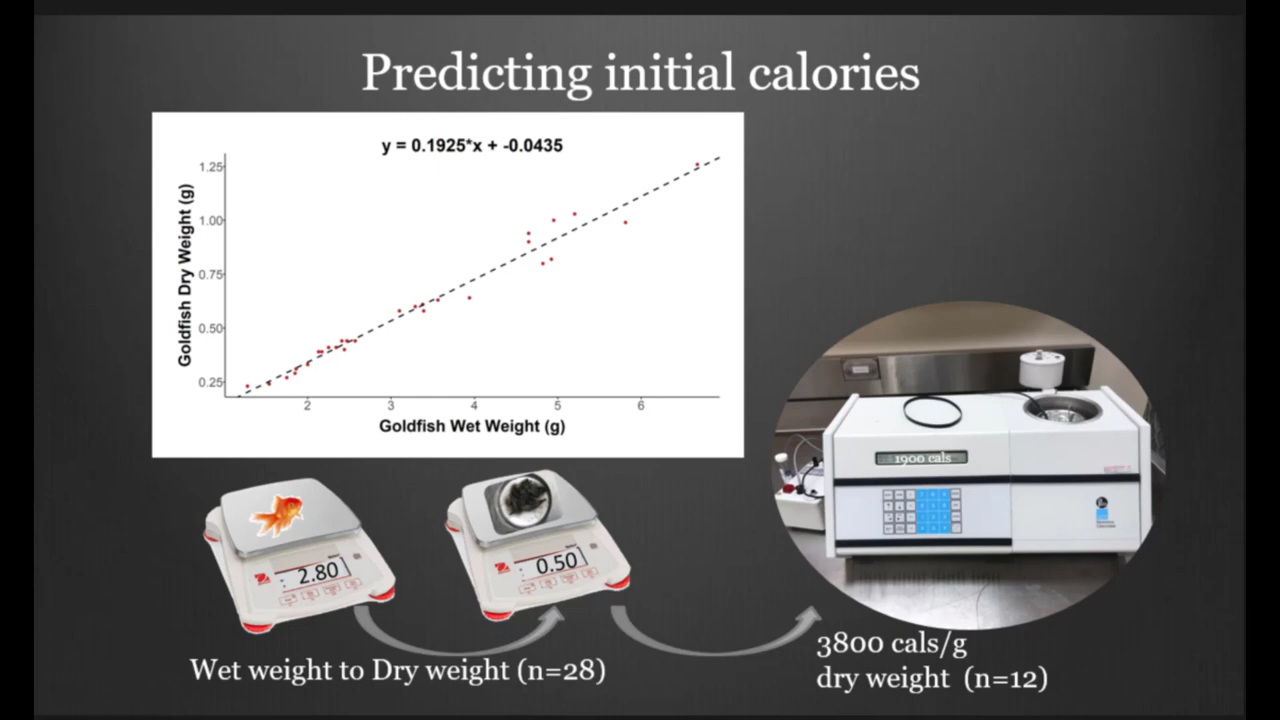 Predicting initial calories
y = 0.1925*x + -0.0435
Goldfish Dry Weight (g)
1.25
1.00
0.75
0.50
0.25
2 3 4 5 6
Goldfish Wet Weight (g)
1900 cals
2.80
0.50
Wet weight to Dry weight (n=28)
3800 cals/g
dry weight (n=12)